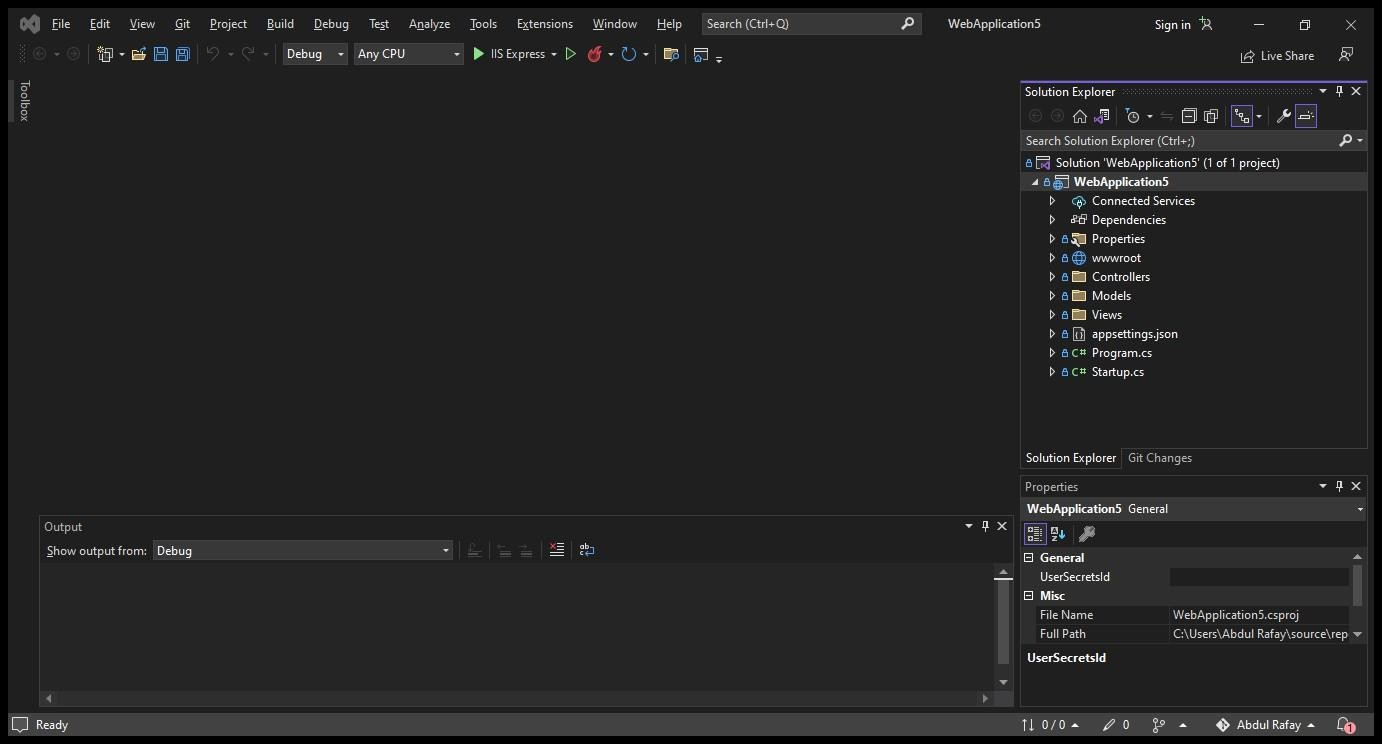 File Edit View Git Project Build Debug Test Analyze Tools Extensions Window Help Search (Ctrl+Q) WebApplication5 Sign in
Debug Any CPU IIS Express Live Share
Toolbox
Solution Explorer
Search Solution Explorer (Ctrl+;)
Solution 'WebApplication5' (1 of 1 project)
WebApplication5
Connected Services
Dependencies
Properties
wwwroot
Controllers
Models
Views
appsettings.json
C# Program.cs
C# Startup.cs
Solution Explorer Git Changes
Properties
WebApplication5 General
General
UserSecretsId
Misc
File Name WebApplication5.csproj
Full Path C:\Users\Abdul Rafay\source\rep
UserSecretsId
Output
Show output from: Debug
Ready 0 / 0 0 Abdul Rafay 1